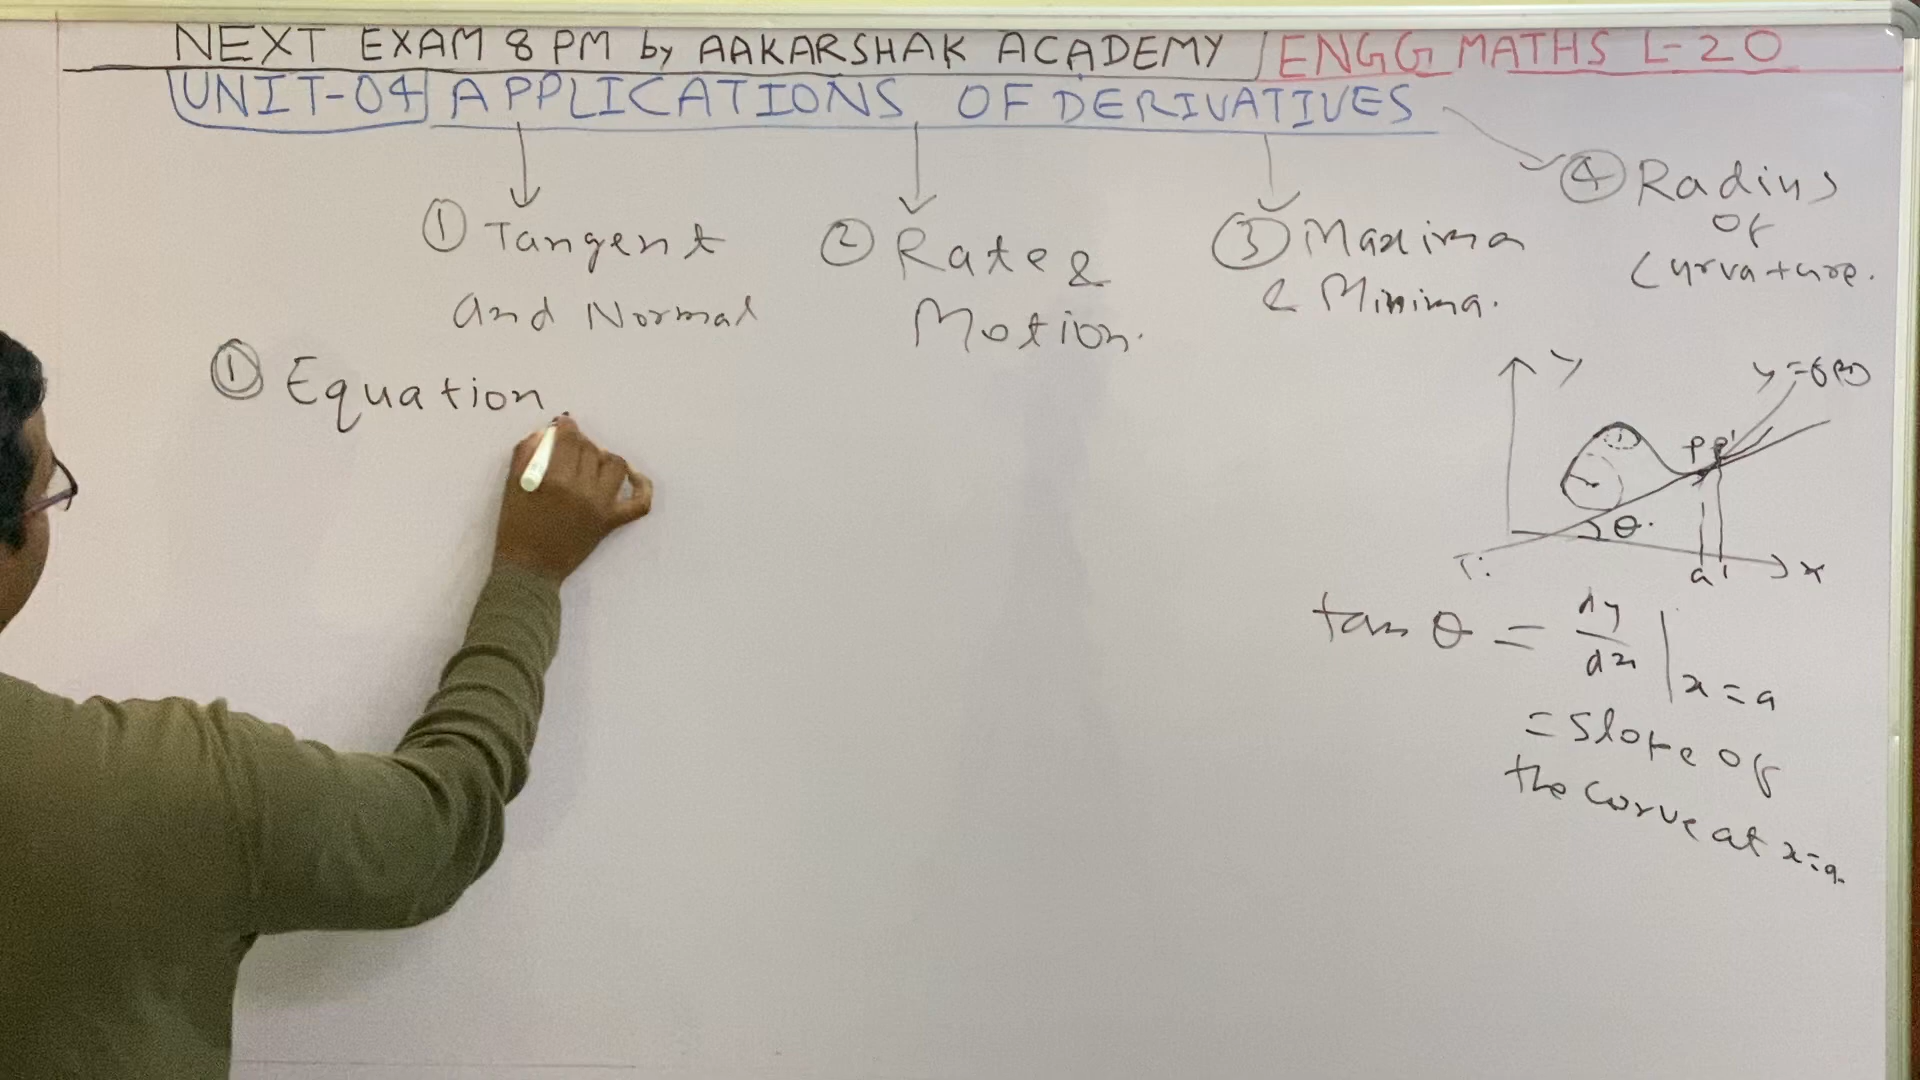 NEXT EXAM 8 PM by AAKARSHAK ACADEMY ENGG MATHS L-20
UNIT-04 APPLICATIONS OF DERIVATIVES
① Tangent
and Normal
② Rate &
Motion.
③ Maxima
& Minima.
④ Radius
of
Curvature.
① Equation
y
P P'
θ.
a
x
tan θ = dy/dx | x=a
= slope of
the curve at x=a.